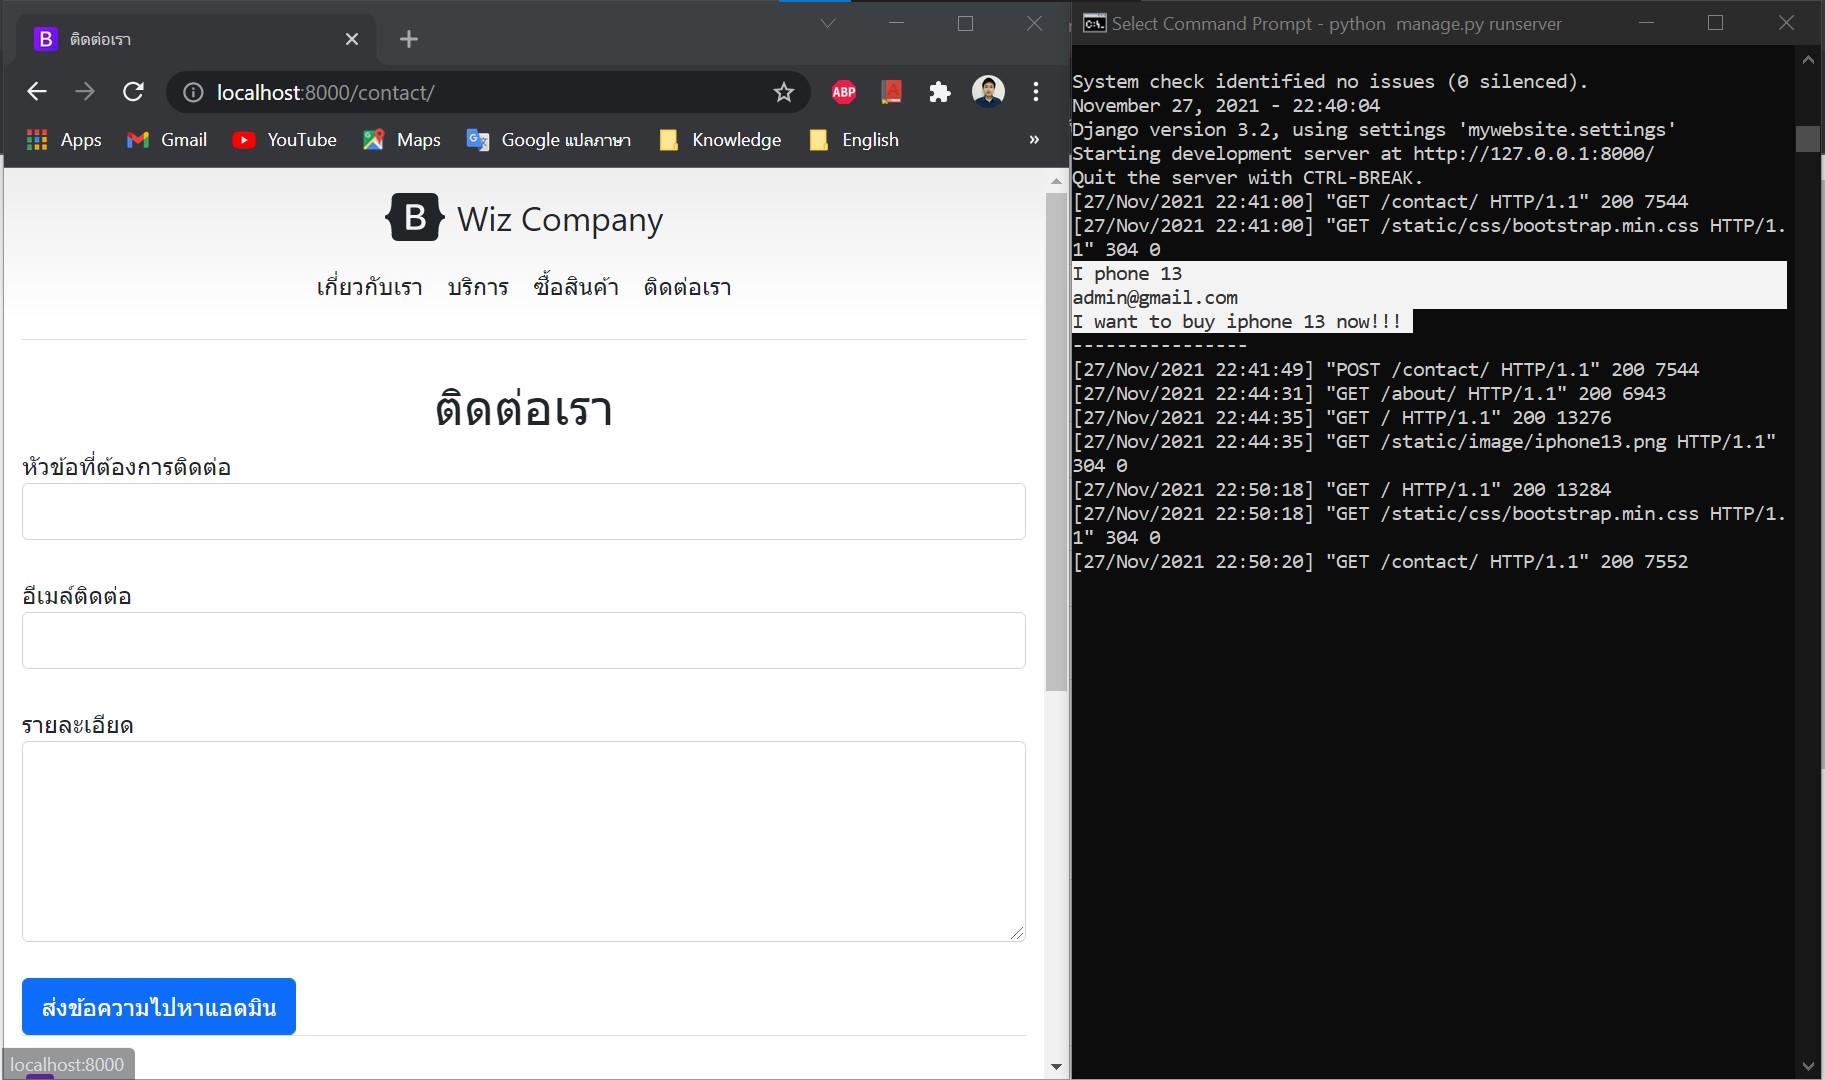 ติดต่อเรา
localhost:8000/contact/
ABP
Apps Gmail YouTube Maps Google แปลภาษา Knowledge English »
B Wiz Company
เกี่ยวกับเรา บริการ ซื้อสินค้า ติดต่อเรา
ติดต่อเรา
หัวข้อที่ต้องการติดต่อ
อีเมล์ติดต่อ
รายละเอียด
ส่งข้อความไปหาแอดมิน
localhost:8000
Select Command Prompt - python  manage.py runserver
System check identified no issues (0 silenced).
November 27, 2021 - 22:40:04
Django version 3.2, using settings 'mywebsite.settings'
Starting development server at http://127.0.0.1:8000/
Quit the server with CTRL-BREAK.
[27/Nov/2021 22:41:00] "GET /contact/ HTTP/1.1" 200 7544
[27/Nov/2021 22:41:00] "GET /static/css/bootstrap.min.css HTTP/1.
1" 304 0
I phone 13
admin@gmail.com
I want to buy iphone 13 now!!!
----------------
[27/Nov/2021 22:41:49] "POST /contact/ HTTP/1.1" 200 7544
[27/Nov/2021 22:44:31] "GET /about/ HTTP/1.1" 200 6943
[27/Nov/2021 22:44:35] "GET / HTTP/1.1" 200 13276
[27/Nov/2021 22:44:35] "GET /static/image/iphone13.png HTTP/1.1"
304 0
[27/Nov/2021 22:50:18] "GET / HTTP/1.1" 200 13284
[27/Nov/2021 22:50:18] "GET /static/css/bootstrap.min.css HTTP/1.
1" 304 0
[27/Nov/2021 22:50:20] "GET /contact/ HTTP/1.1" 200 7552